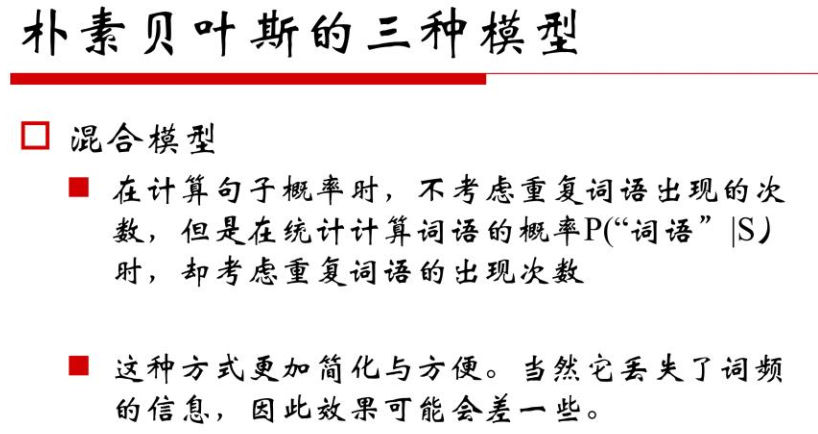 朴素贝叶斯的三种模型
混合模型
在计算句子概率时，不考虑重复词语出现的次
数，但是在统计计算词语的概率P(“词语”|S）
时，却考虑重复词语的出现次数
这种方式更加简化与方便。当然它丢失了词频
的信息，因此效果可能会差一些。